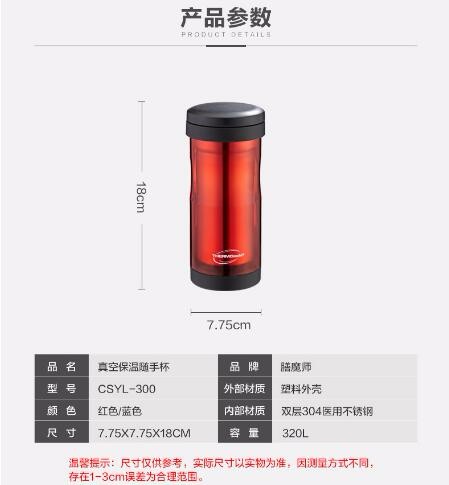 产品参数
PRODUCT DETAILS
18cm
THERMOcafé
7.75cm
品 名 真空保温随手杯 品 牌 膳魔师
型 号 CSYL-300 外部材质 塑料外壳
颜 色 红色/蓝色 内部材质 双层304医用不锈钢
尺 寸 7.75X7.75X18CM 容 量 320L
温馨提示：尺寸仅供参考，实际尺寸以实物为准，因测量方式不同，
存在1-3cm误差为合理范围。